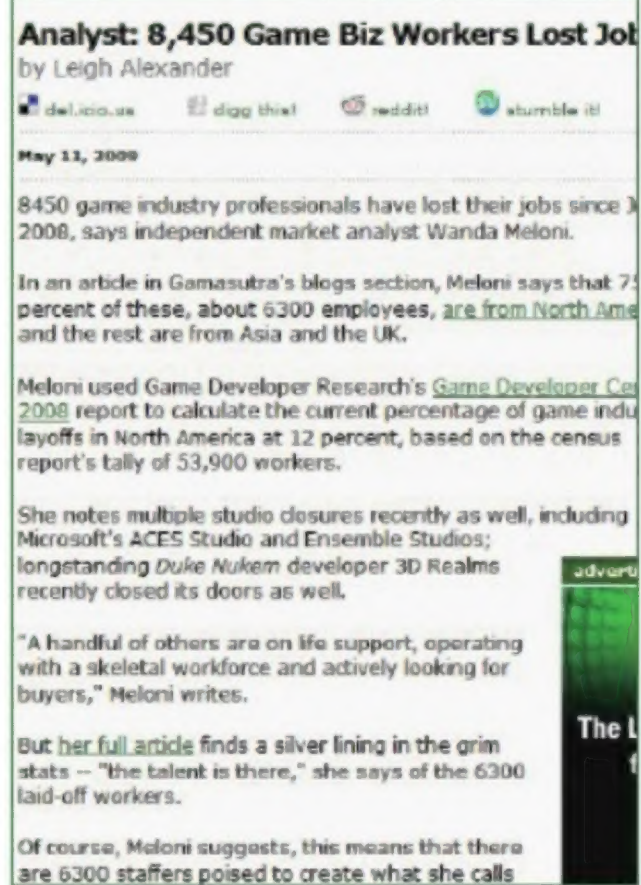 Analyst: 8,450 Game Biz Workers Lost Job
by Leigh Alexander
del.icio.us digg this! reddit! stumble it!
May 11, 2009
8450 game industry professionals have lost their jobs since
2008, says independent market analyst Wanda Meloni.
In an article in Gamasutra's blogs section, Meloni says that 75
percent of these, about 6300 employees, are from North Ame
and the rest are from Asia and the UK.
Meloni used Game Developer Research's Game Developer Cen
2008 report to calculate the current percentage of game indu
layoffs in North America at 12 percent, based on the census
report's tally of 53,900 workers.
She notes multiple studio closures recently as well, including
Microsoft's ACES Studio and Ensemble Studios;
longstanding Duke Nukem developer 3D Realms
recently closed its doors as well.
"A handful of others are on life support, operating
with a skeletal workforce and actively looking for
buyers," Meloni writes.
But her full article finds a silver lining in the grim
stats -- "the talent is there," she says of the 6300
laid-off workers.
Of course, Meloni suggests, this means that there
are 6300 staffers poised to create what she calls
adverti
The L
f